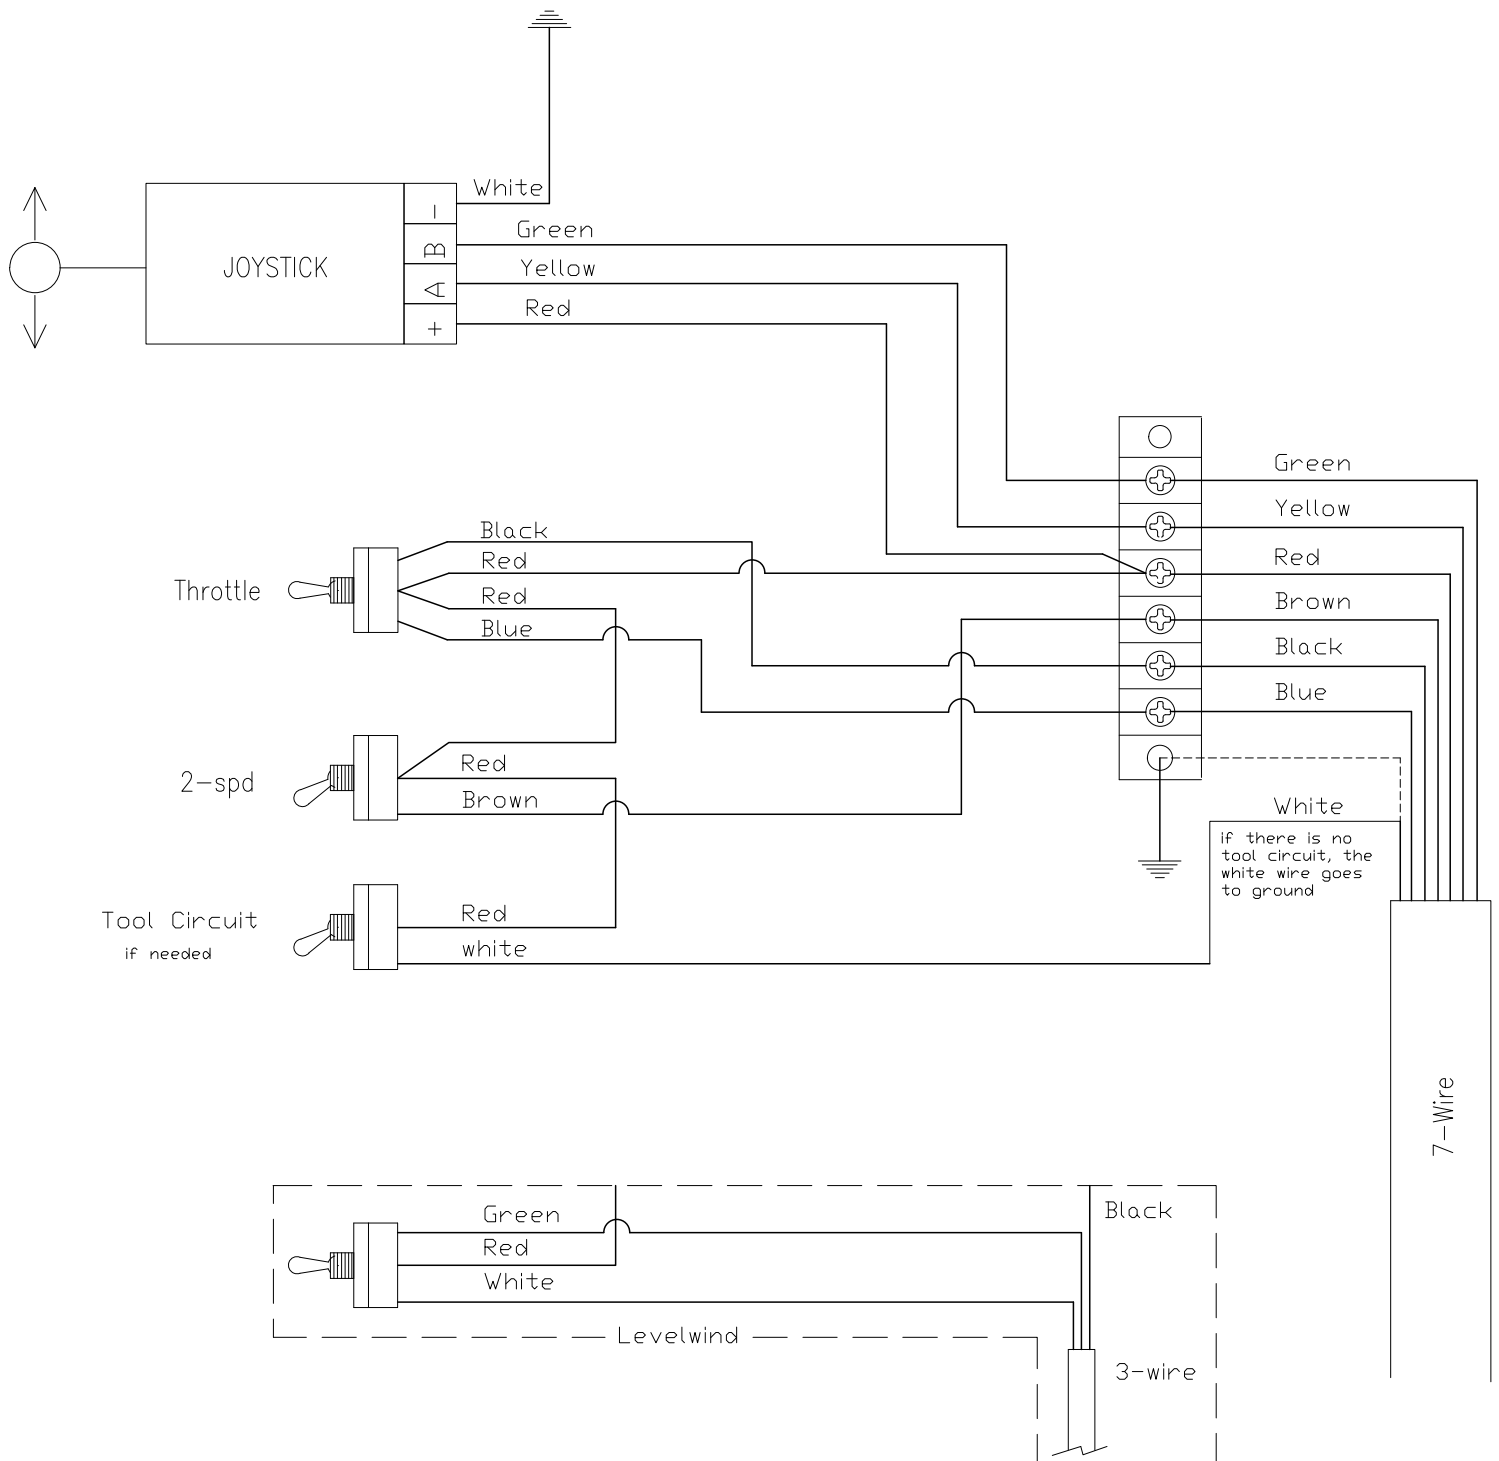 White
-
Green
B
JOYSTICK
Yellow
A
Red
+
Green
Yellow
Black
Red
Red
Throttle
Red
Brown
Blue
Black
Blue
Red
2-spd
Brown
White
if there is no
tool circuit, the
white wire goes
to ground
Red
Tool Circuit
white
if needed
7-Wire
Black
Green
Red
White
Levelwind
3-wire